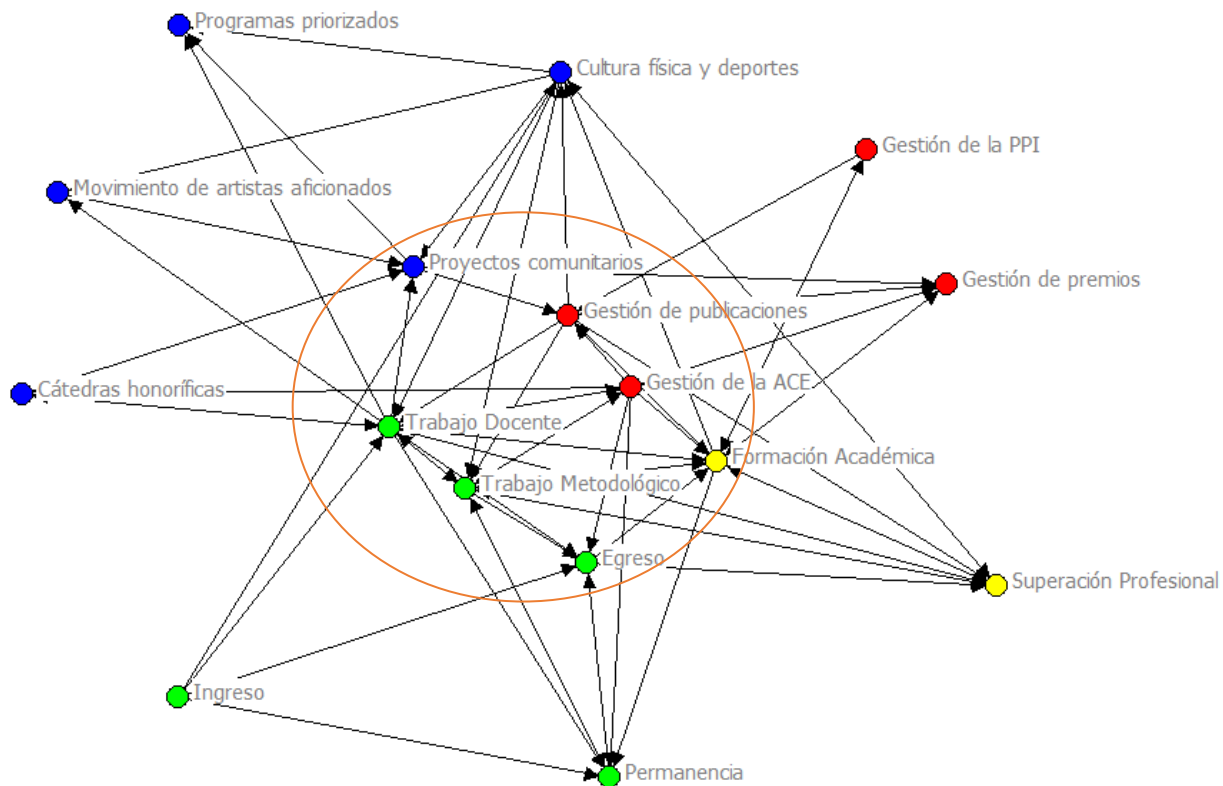 Programas priorizados
Cultura física y deportes
Gestión de la PPI
Movimiento de artistas aficionados
Proyectos comunitarios
Gestión de premios
Gestión de publicaciones
Cátedras honoríficas
Gestión de la ACE
Trabajo Docente
Formación Académica
Trabajo Metodológico
Egreso
Superación Profesional
Ingreso
Permanencia